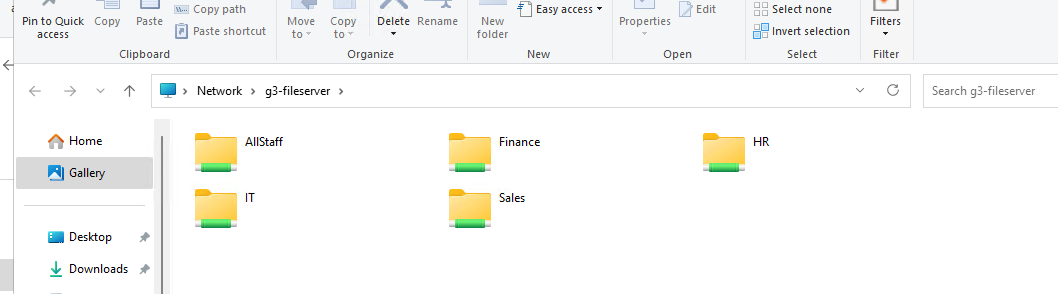 Pin to Quick access
Copy
Paste
Copy path
Paste shortcut
Clipboard
Move to
Copy to
Delete
Rename
Organize
New folder
Easy access
New
Properties
Edit
Open
Select none
Invert selection
Select
Filters
Filter
Network > g3-fileserver >
Search g3-fileserver
Home
Gallery
Desktop
Downloads
AllStaff
Finance
HR
IT
Sales